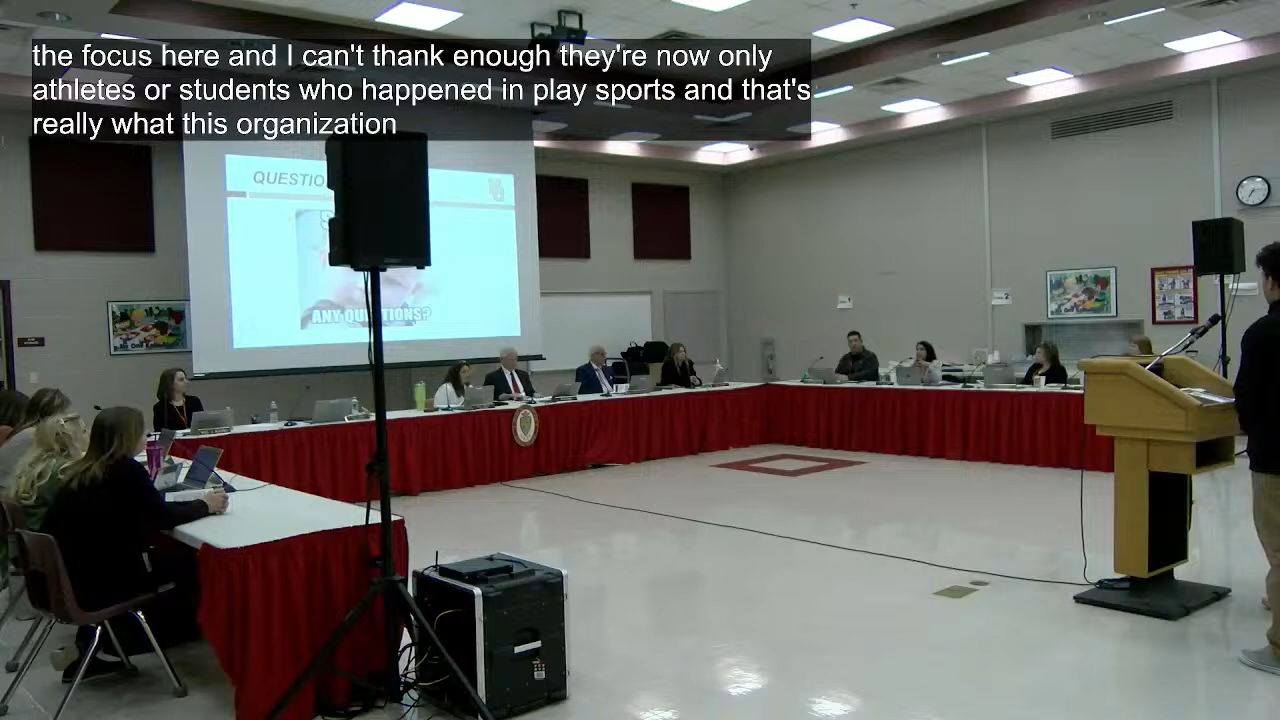 the focus here and I can't thank enough they're now only
athletes or students who happened in play sports and that's
really what this organization
QUESTIO
ANY QUESTIONS?